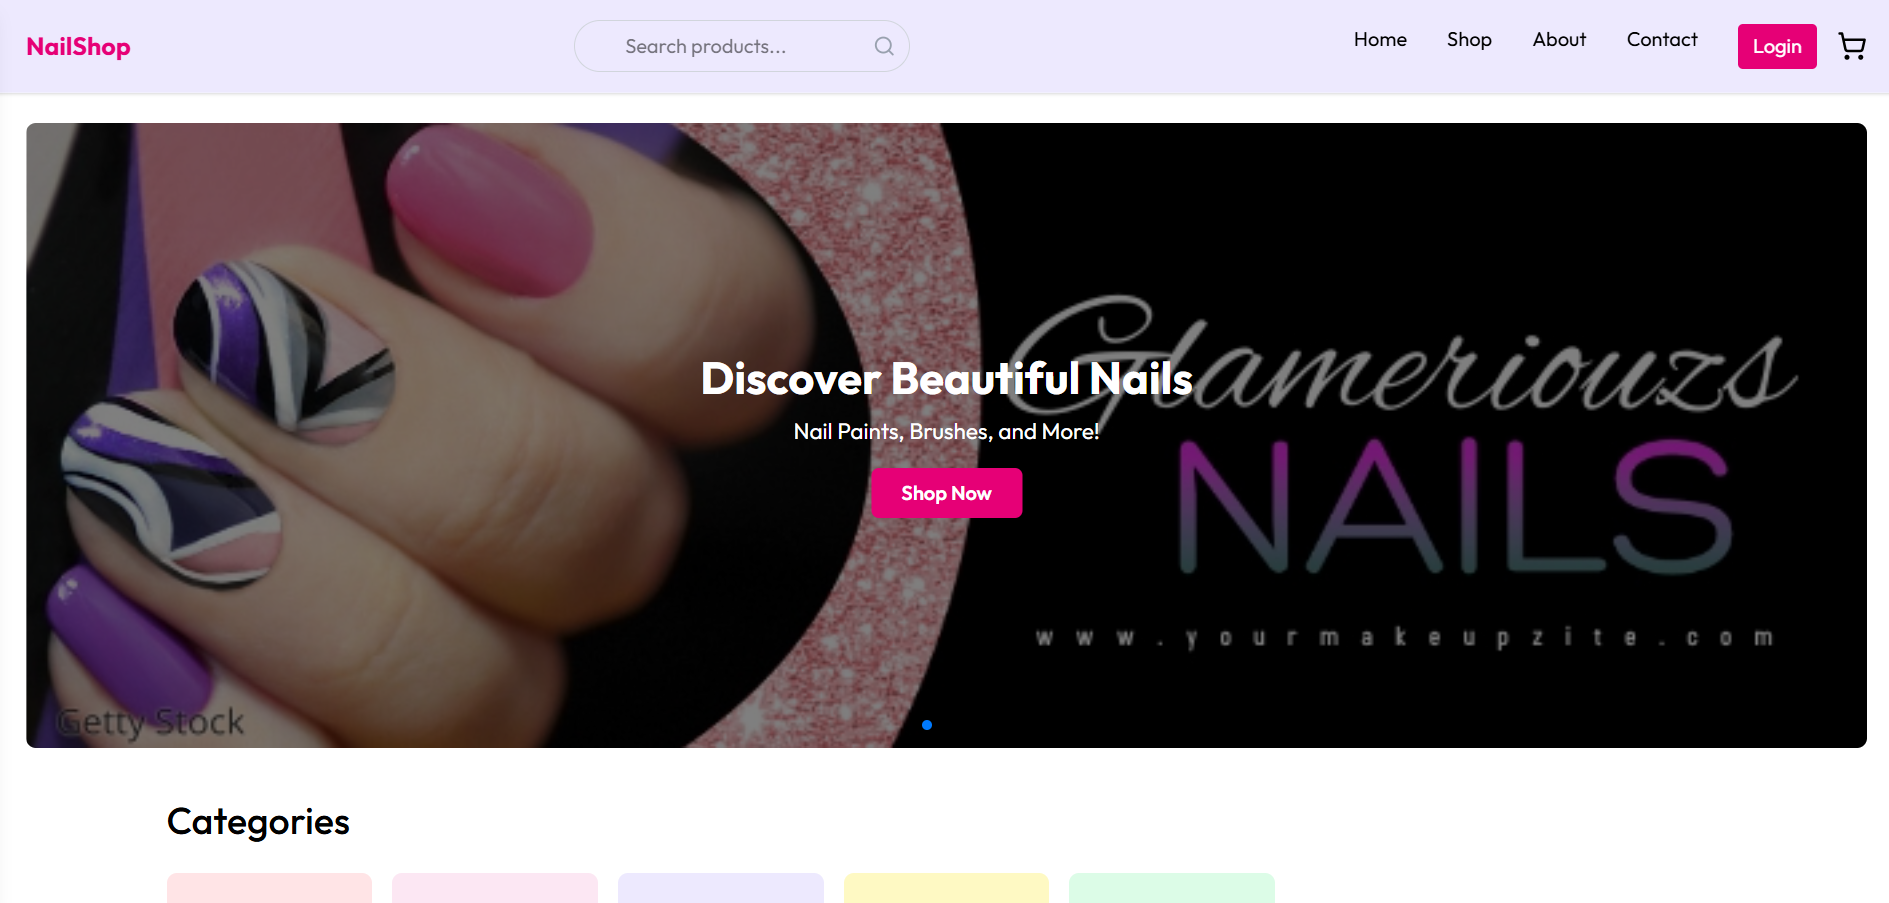 NailShop
Search products...
Home
Shop
About
Contact
Login
Glameriouzs
Discover Beautiful Nails
Nail Paints, Brushes, and More!
Shop Now
NAILS
www.yourmakeupzite.com
Getty Stock
Categories